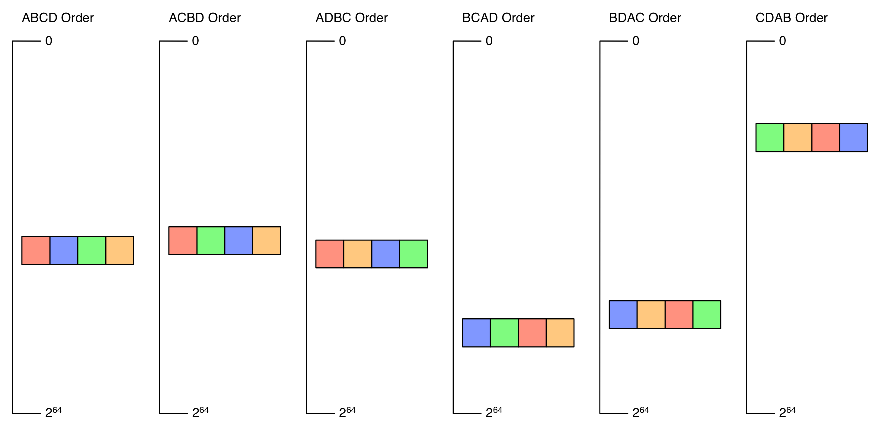 ABCD Order
ACBD Order
ADBC Order
BCAD Order
BDAC Order
CDAB Order
0
0
0
0
0
0
2⁶⁴
2⁶⁴
2⁶⁴
2⁶⁴
2⁶⁴
2⁶⁴